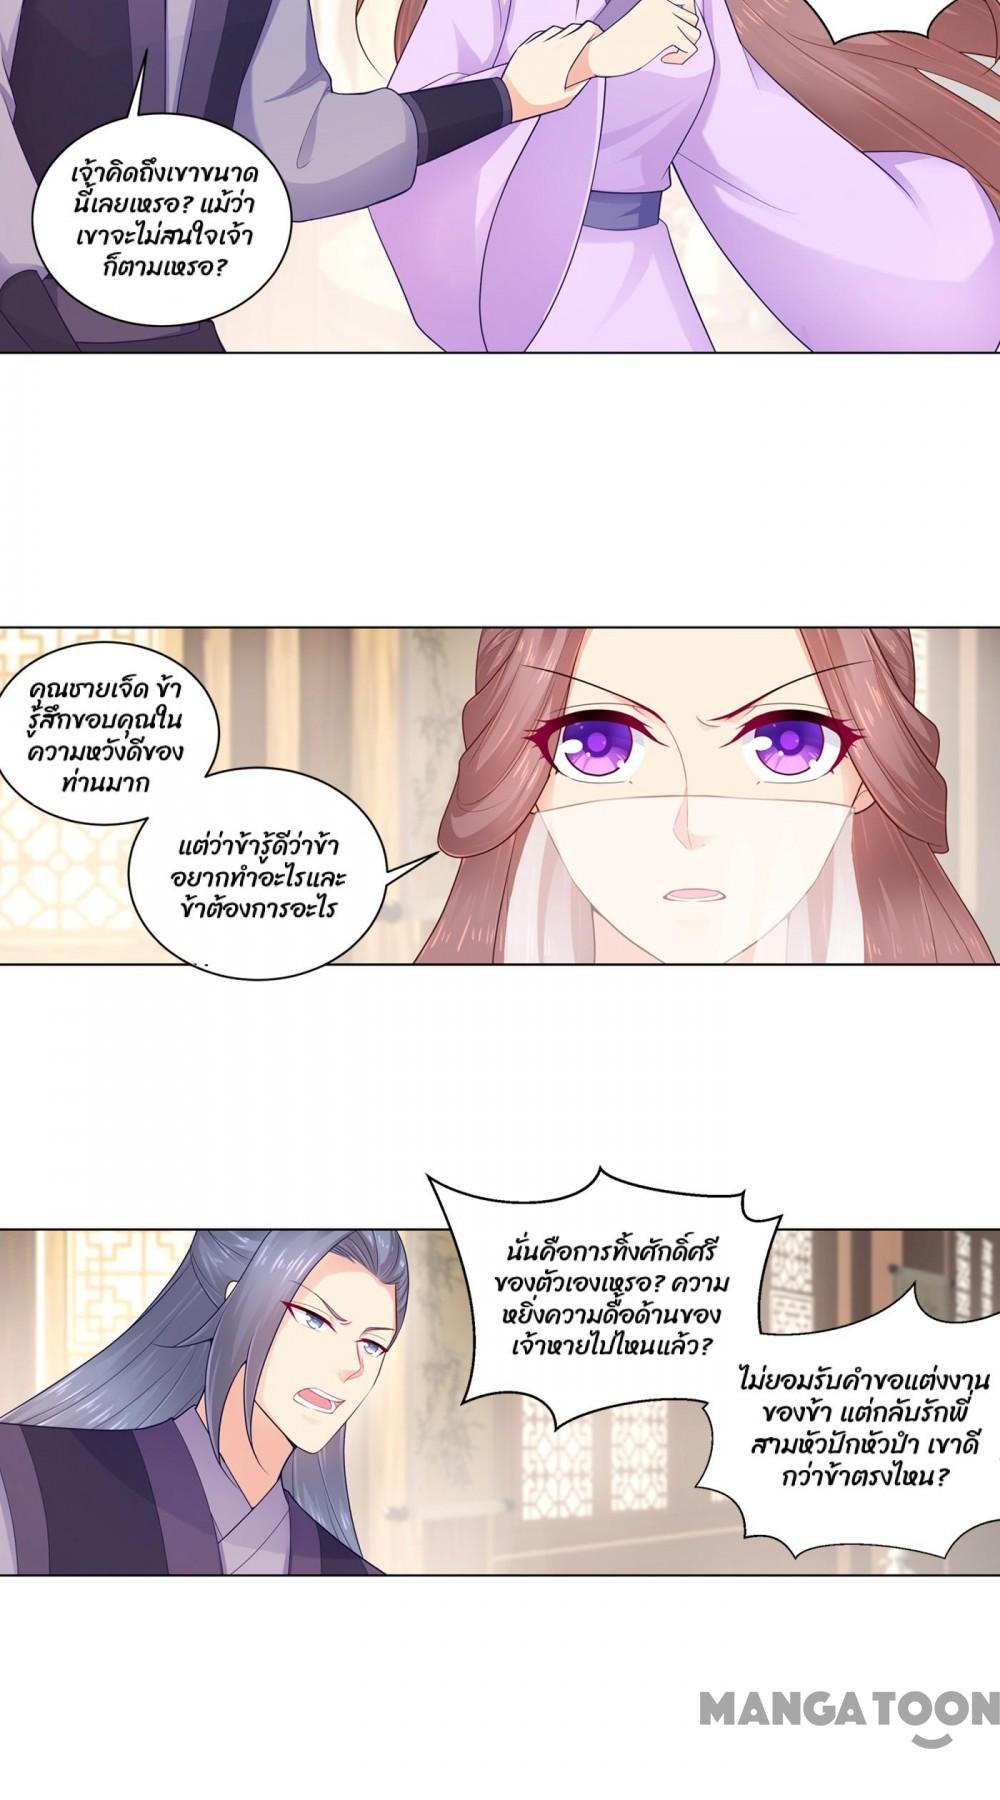 เจ้าคิดถึงเขาขนาด
นี้เลยเหรอ? แม้ว่า
เขาจะไม่สนใจเจ้า
ก็ตามเหรอ?
คุณชายเจ็ด ข้า
รู้สึกขอบคุณใน
ความหวังดีของ
ท่านมาก
แต่ว่าข้ารู้ดีว่าข้า
อยากทำอะไรและ
ข้าต้องการอะไร
นั่นคือการทิ้งศักดิ์ศรี
ของตัวเองเหรอ? ความ
หยิ่งความดื้อด้านของ
เจ้าหายไปไหนแล้ว?
ไม่ยอมรับคำขอแต่งงาน
ของข้า แต่กลับรักพี่
สามหัวปักหัวปำ เขาดี
กว่าข้าตรงไหน?
MANGATOON